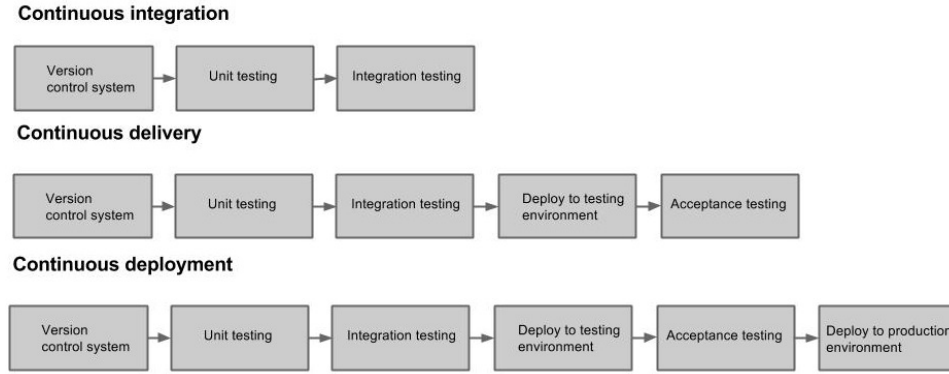 Continuous integration
Version
control system
Unit testing
Integration testing
Continuous delivery
Version
control system
Unit testing
Integration testing
Deploy to testing
environment
Acceptance testing
Continuous deployment
Version
control system
Unit testing
Integration testing
Deploy to testing
environment
Acceptance testing
Deploy to production
environment